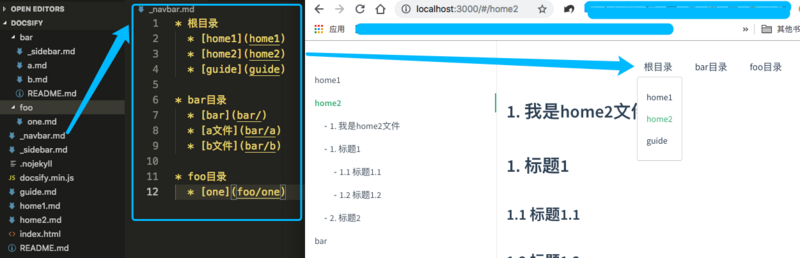 OPEN EDITORS
DOCSIFY
bar
_sidebar.md
a.md
b.md
README.md
foo
one.md
_navbar.md
_sidebar.md
.nojekyll
docsify.min.js
guide.md
home1.md
home2.md
index.html
README.md
_navbar.md
1 * 根目录
2 * [home1](home1)
3 * [home2](home2)
4 * [guide](guide)
5
6 * bar目录
7 * [bar](bar/)
8 * [a文件](bar/a)
9 * [b文件](bar/b)
10
11 * foo目录
12 * [one](foo/one)
localhost:3000/#/home2
应用
»
其他书
home1
home2
- 1. 我是home2文件
- 1. 标题1
- 1.1 标题1.1
- 1.2 标题1.2
- 2. 标题2
bar
根目录 bar目录 foo目录
home1
home2
guide
1. 我是home2文
1. 标题1
1.1 标题1.1